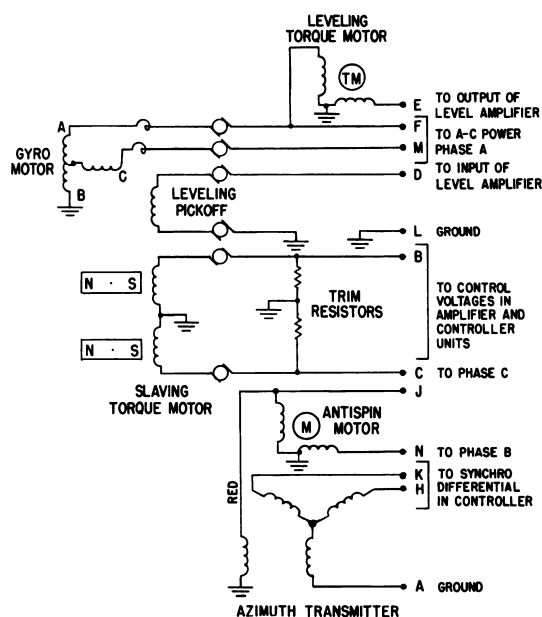 LEVELING
TORQUE MOTOR
TM
E TO OUTPUT OF
LEVEL AMPLIFIER
A
F TO A-C POWER
M PHASE A
GYRO
MOTOR
C
B
D TO INPUT OF
LEVEL AMPLIFIER
LEVELING
PICKOFF
L GROUND
B
N · S
TRIM
RESISTORS
TO CONTROL
VOLTAGES IN
AMPLIFIER AND
CONTROLLER
UNITS
N · S
SLAVING
TORQUE MOTOR
C TO PHASE C
J
M
ANTISPIN
MOTOR
N TO PHASE B
RED
K TO SYNCHRO
H DIFFERENTIAL
IN CONTROLLER
A GROUND
AZIMUTH TRANSMITTER